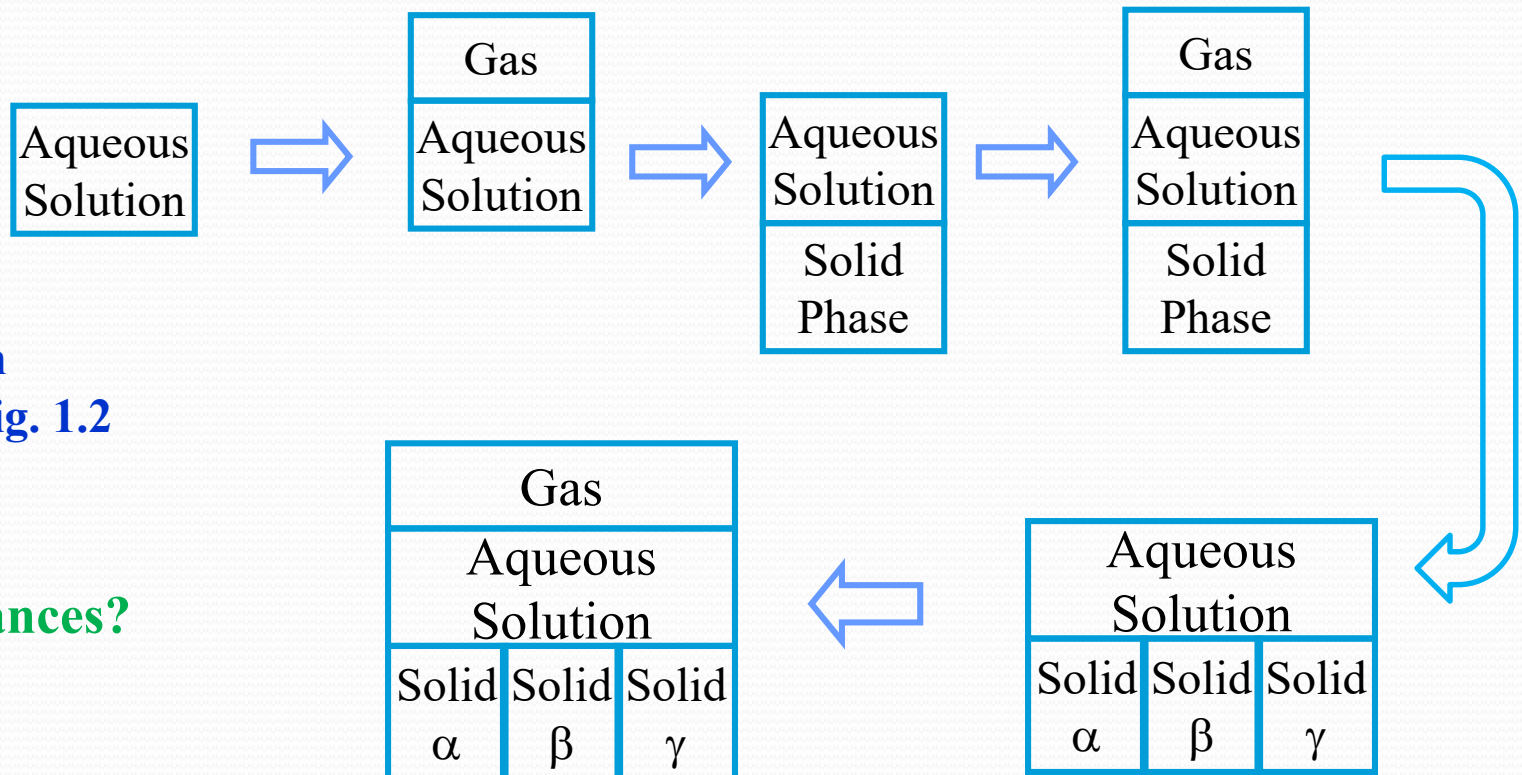 Aqueous
Solution
Gas
Aqueous
Solution
Aqueous
Solution
Solid
Phase
Gas
Aqueous
Solution
Solid
Phase
ig. 1.2
ances?
Gas
Aqueous
Solution
Solid Solid Solid
α β γ
Aqueous
Solution
Solid Solid Solid
α β γ